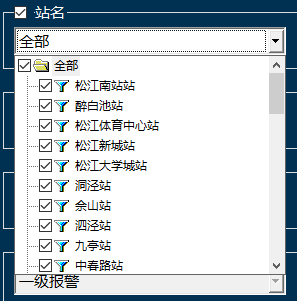 站名
全部
全部
松江南站站
醉白池站
松江体育中心站
松江新城站
松江大学城站
洞泾站
佘山站
泗泾站
九亭站
中春路站
一级报警